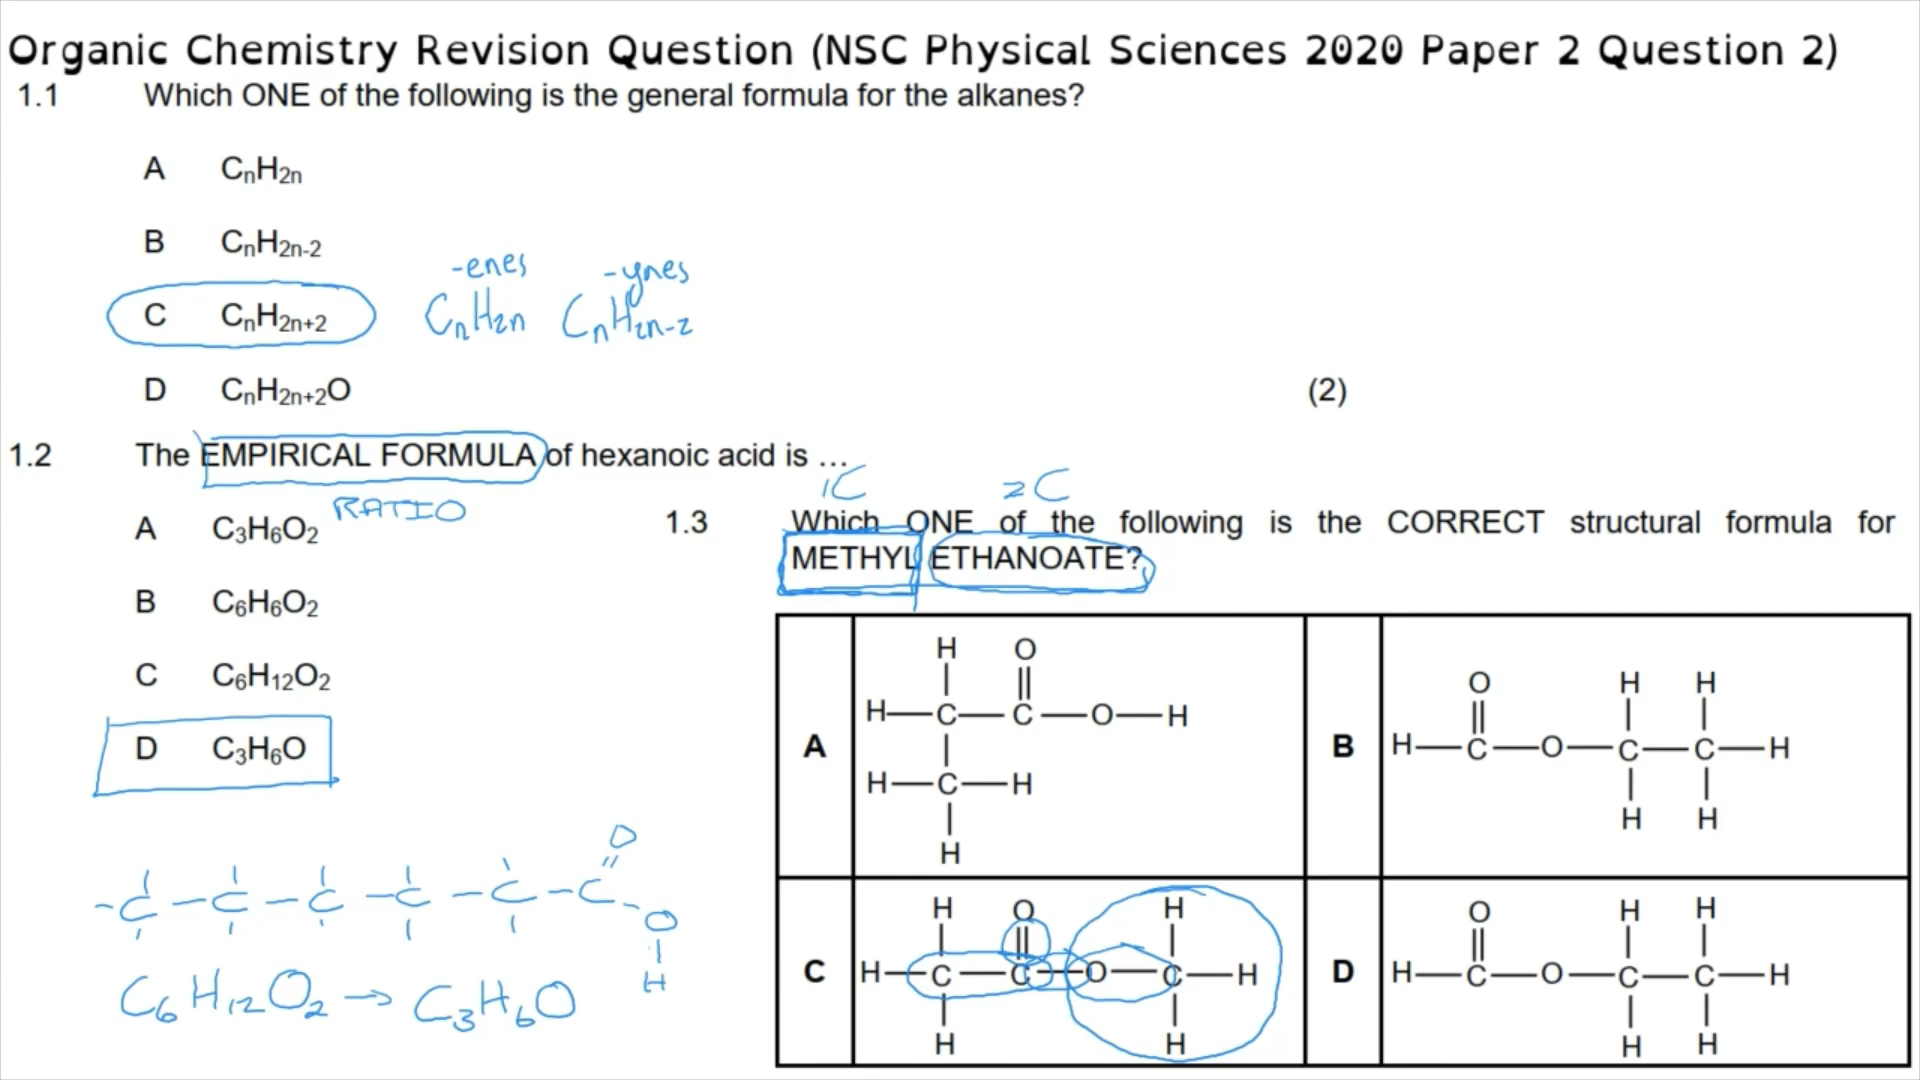 Organic Chemistry Revision Question (NSC Physical Sciences 2020 Paper 2 Question 2)
1.1 Which ONE of the following is the general formula for the alkanes?
A CnH2n
B CnH2n-2
-enes -ynes
C CnH2n+2 CnH2n CnH2n-2
D CnH2n+2O (2)
1.2 The EMPIRICAL FORMULA of hexanoic acid is ...
RATIO
A C3H6O2
B C6H6O2
C C6H12O2
D C3H6O
O
-C-C-C-C-C-C-O
H
C6H12O2 → C3H6O
1C 2C
1.3 Which ONE of the following is the CORRECT structural formula for
METHYL ETHANOATE?
A
H O
H—C—C—O—H
H—C—H
H
B
O H H
H—C—O—C—C—H
H H
C
H O H
H—C—C—O—C—H
H H
D
O H H
H—C—O—C—C—H
H H